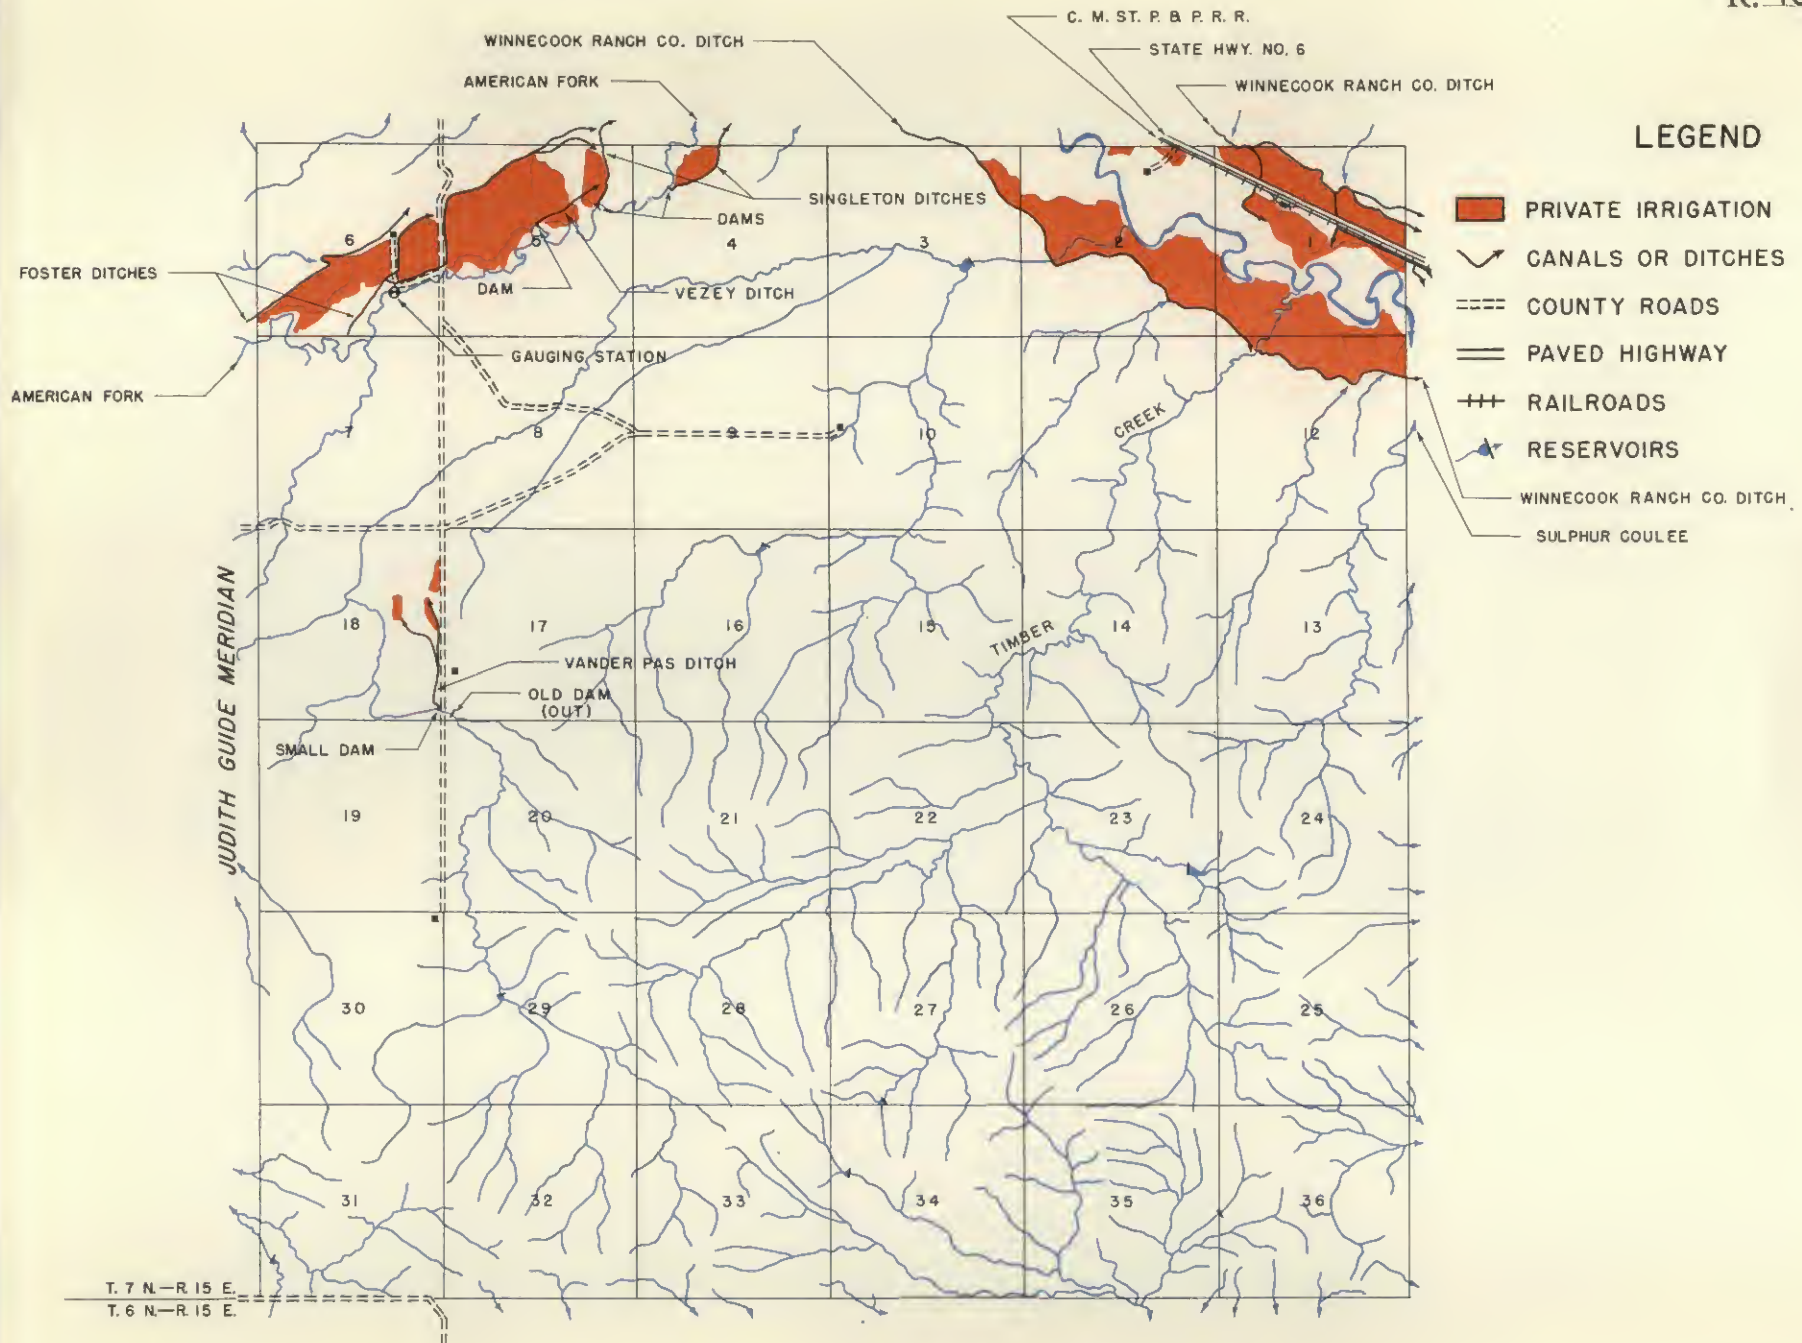 C. M. ST. P. & P. R. R.
WINNECOOK RANCH CO. DITCH
STATE HWY. NO. 6
AMERICAN FORK
WINNECOOK RANCH CO. DITCH
LEGEND
PRIVATE IRRIGATION
CANALS OR DITCHES
COUNTY ROADS
PAVED HIGHWAY
RAILROADS
RESERVOIRS
SINGLETON DITCHES
DAMS
6 5 4 3 2 1
FOSTER DITCHES
DAM
VEZEY DITCH
GAUGING STATION
AMERICAN FORK
CREEK
7 8 9 10 12
WINNECOOK RANCH CO. DITCH
SULPHUR COULEE
JUDITH GUIDE MERIDIAN
18 17 16 15 14 13
TIMBER
VANDER PAS DITCH
OLD DAM
(OUT)
SMALL DAM
19 20 21 22 23 24
30 29 28 27 26 25
31 32 33 34 35 36
T. 7 N.—R. 15 E.
T. 6 N.—R. 15 E.